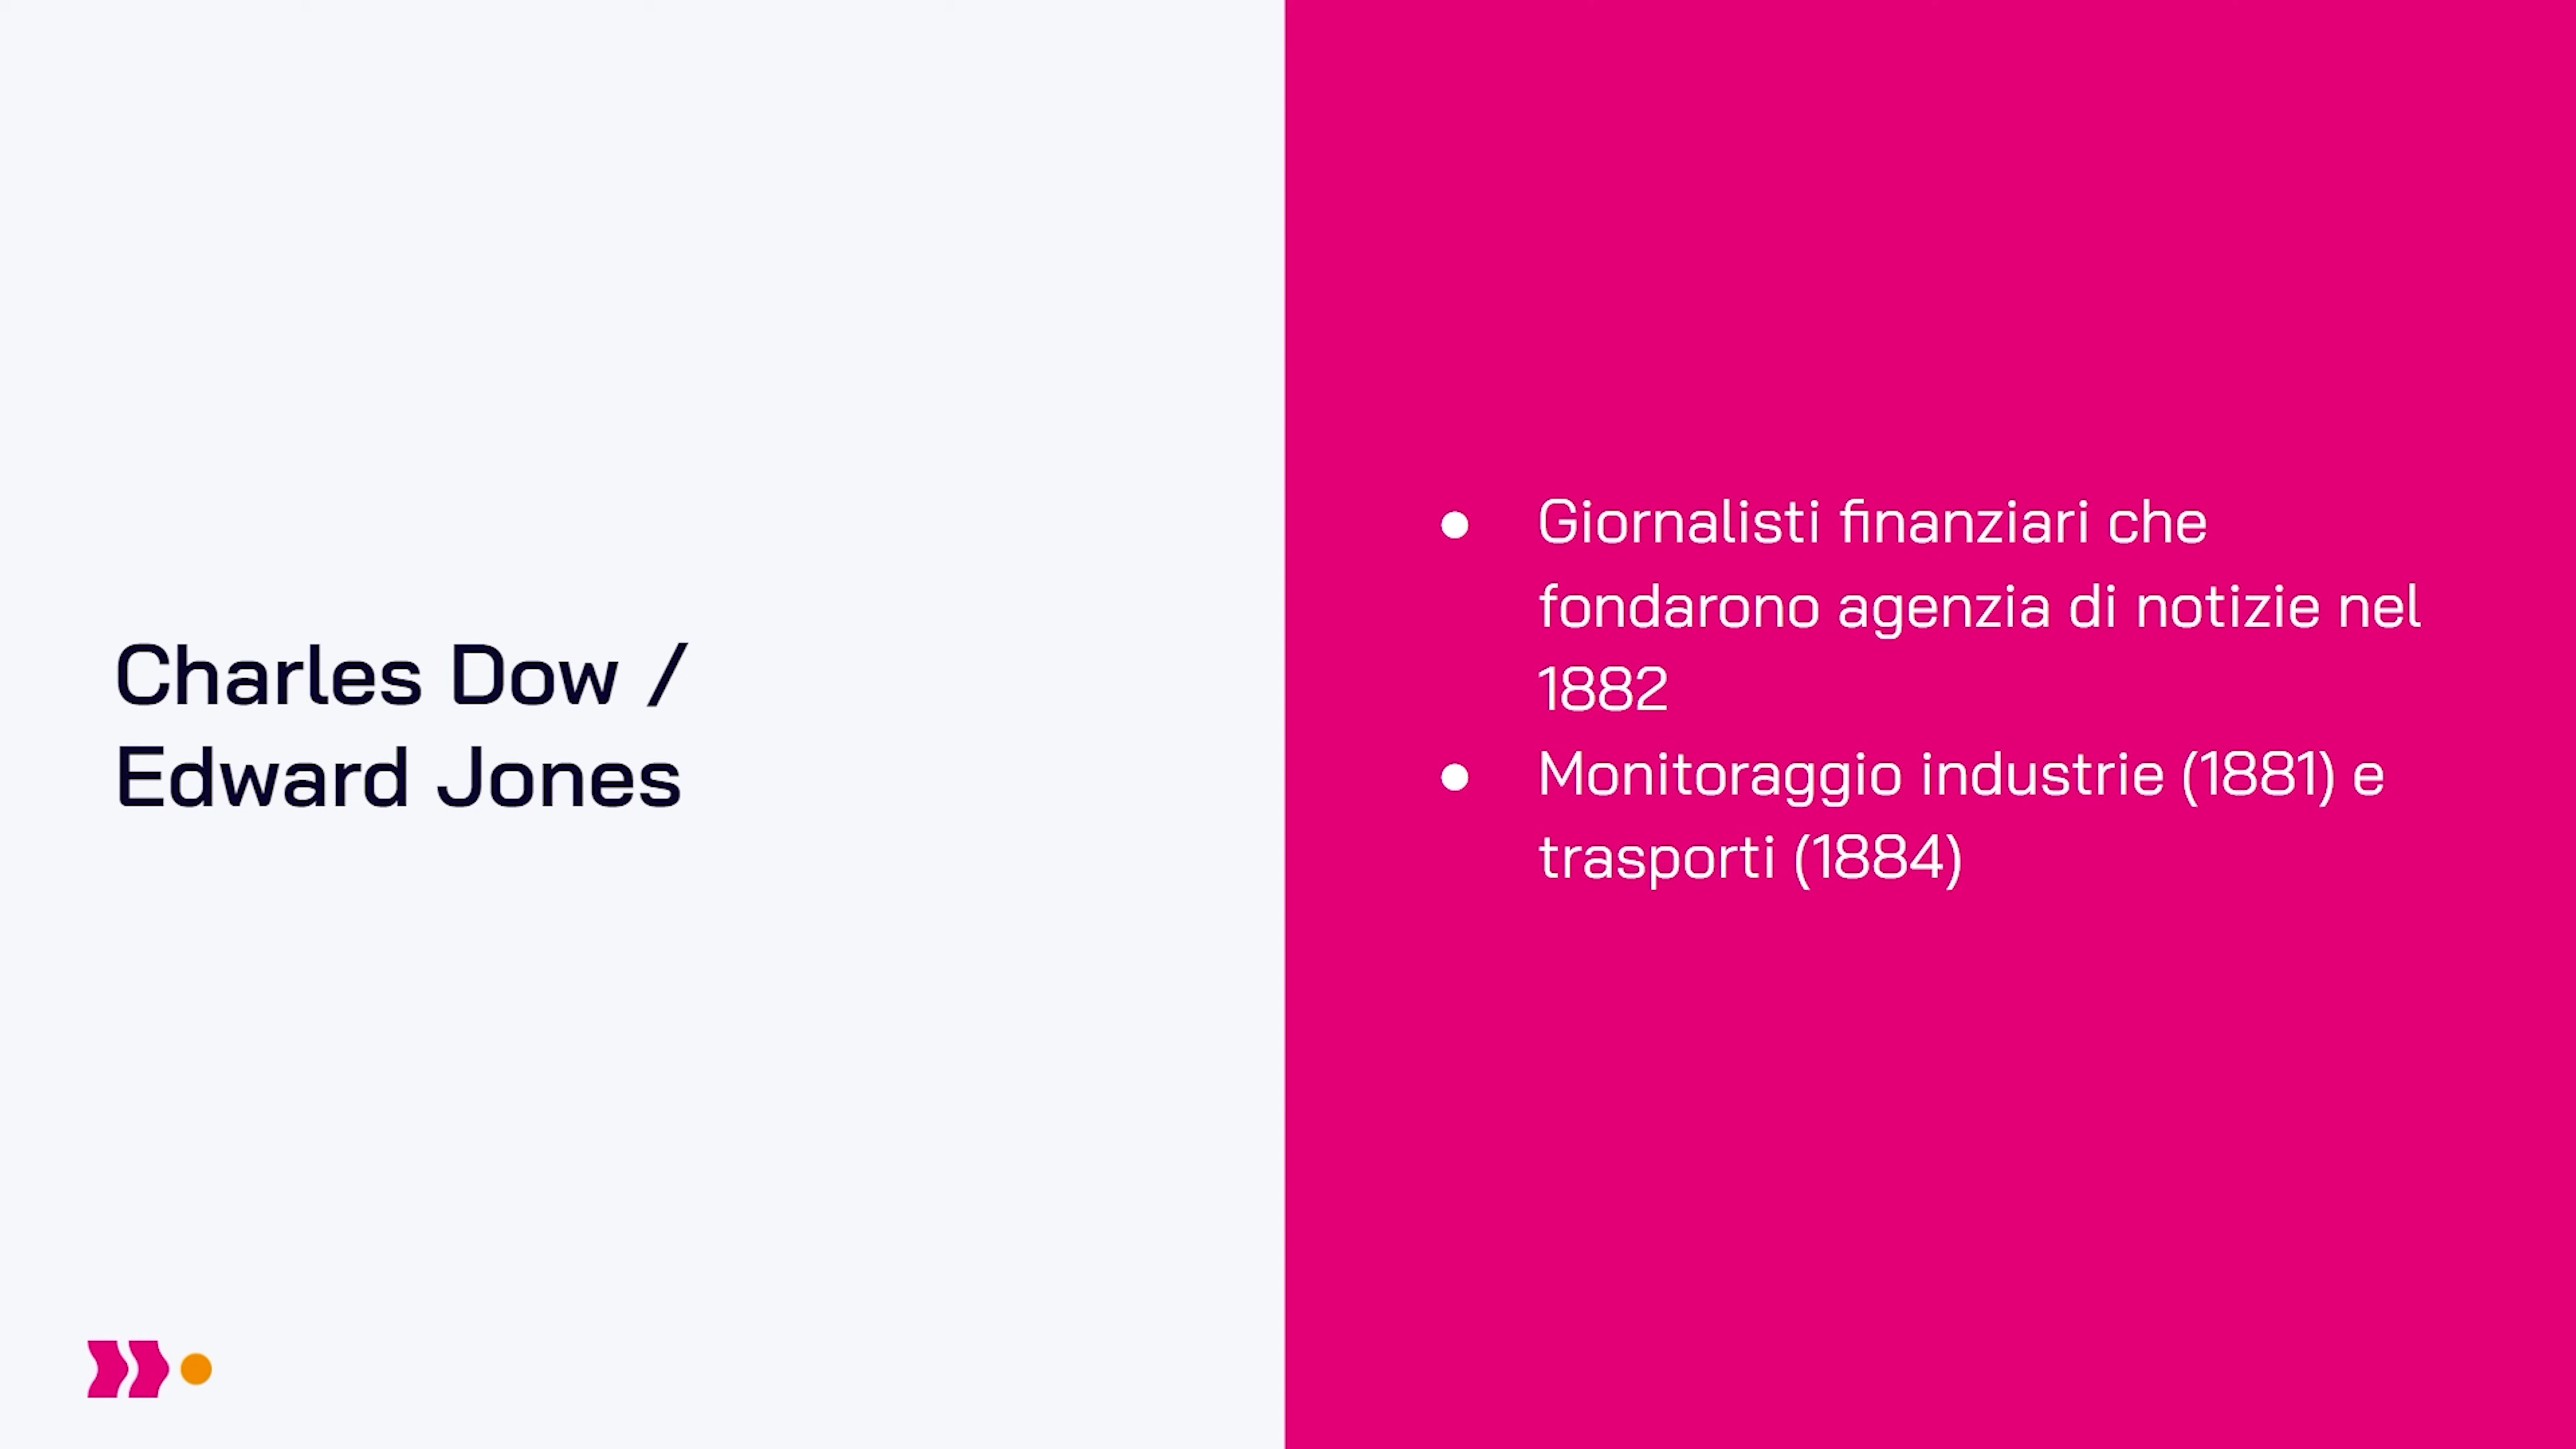 Charles Dow /
Edward Jones
● Giornalisti finanziari che
fondarono agenzia di notizie nel
1882
● Monitoraggio industrie (1881) e
trasporti (1884)